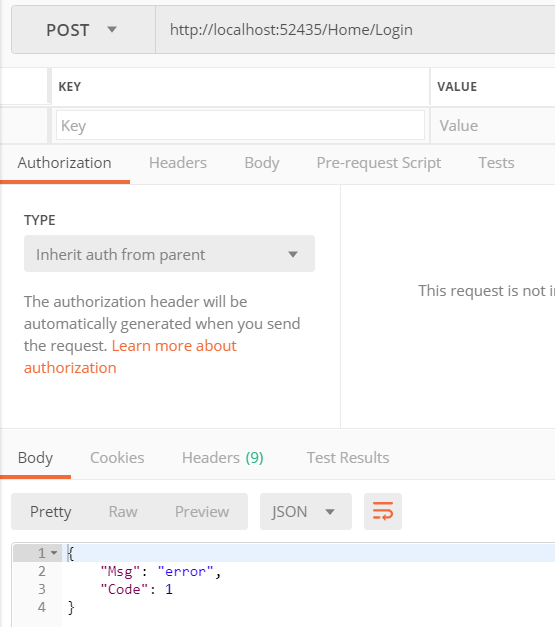 POST http://localhost:52435/Home/Login
KEY VALUE
Key Value
Authorization Headers Body Pre-request Script Tests
TYPE
Inherit auth from parent
This request is not i
The authorization header will be
automatically generated when you send
the request. Learn more about
authorization
Body Cookies Headers (9) Test Results
Pretty Raw Preview JSON
1 {
2 "Msg": "error",
3 "Code": 1
4 }